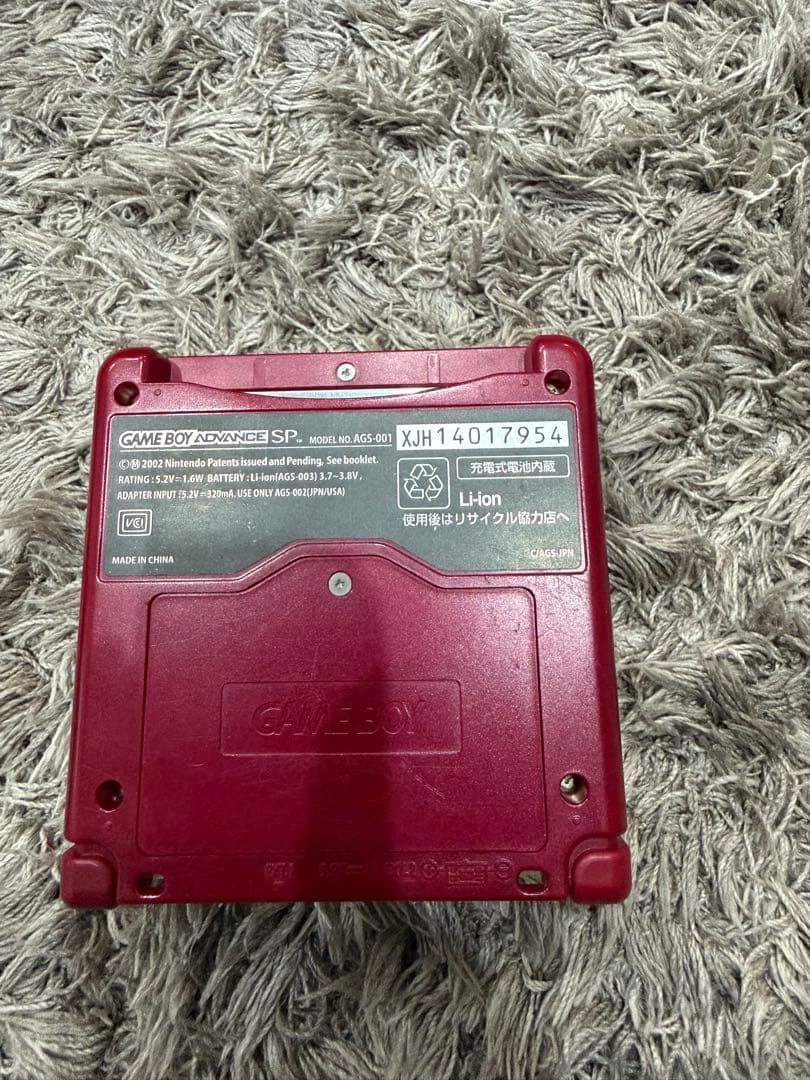 GAME BOY ADVANCE SP™ MODEL NO. AGS-001 XJH14017954
©Ⓜ 2002 Nintendo Patents issued and Pending, See booklet.
RATING : 5.2V⎓1.6W BATTERY : Li-ion(AGS-003) 3.7~3.8V,
ADAPTER INPUT : 5.2V⎓320mA. USE ONLY AGS-002(JPN/USA)
充電式電池内蔵
Li-ion
使用後はリサイクル協力店へ
VCI
MADE IN CHINA
C/AGS-JPN
GAME BOY